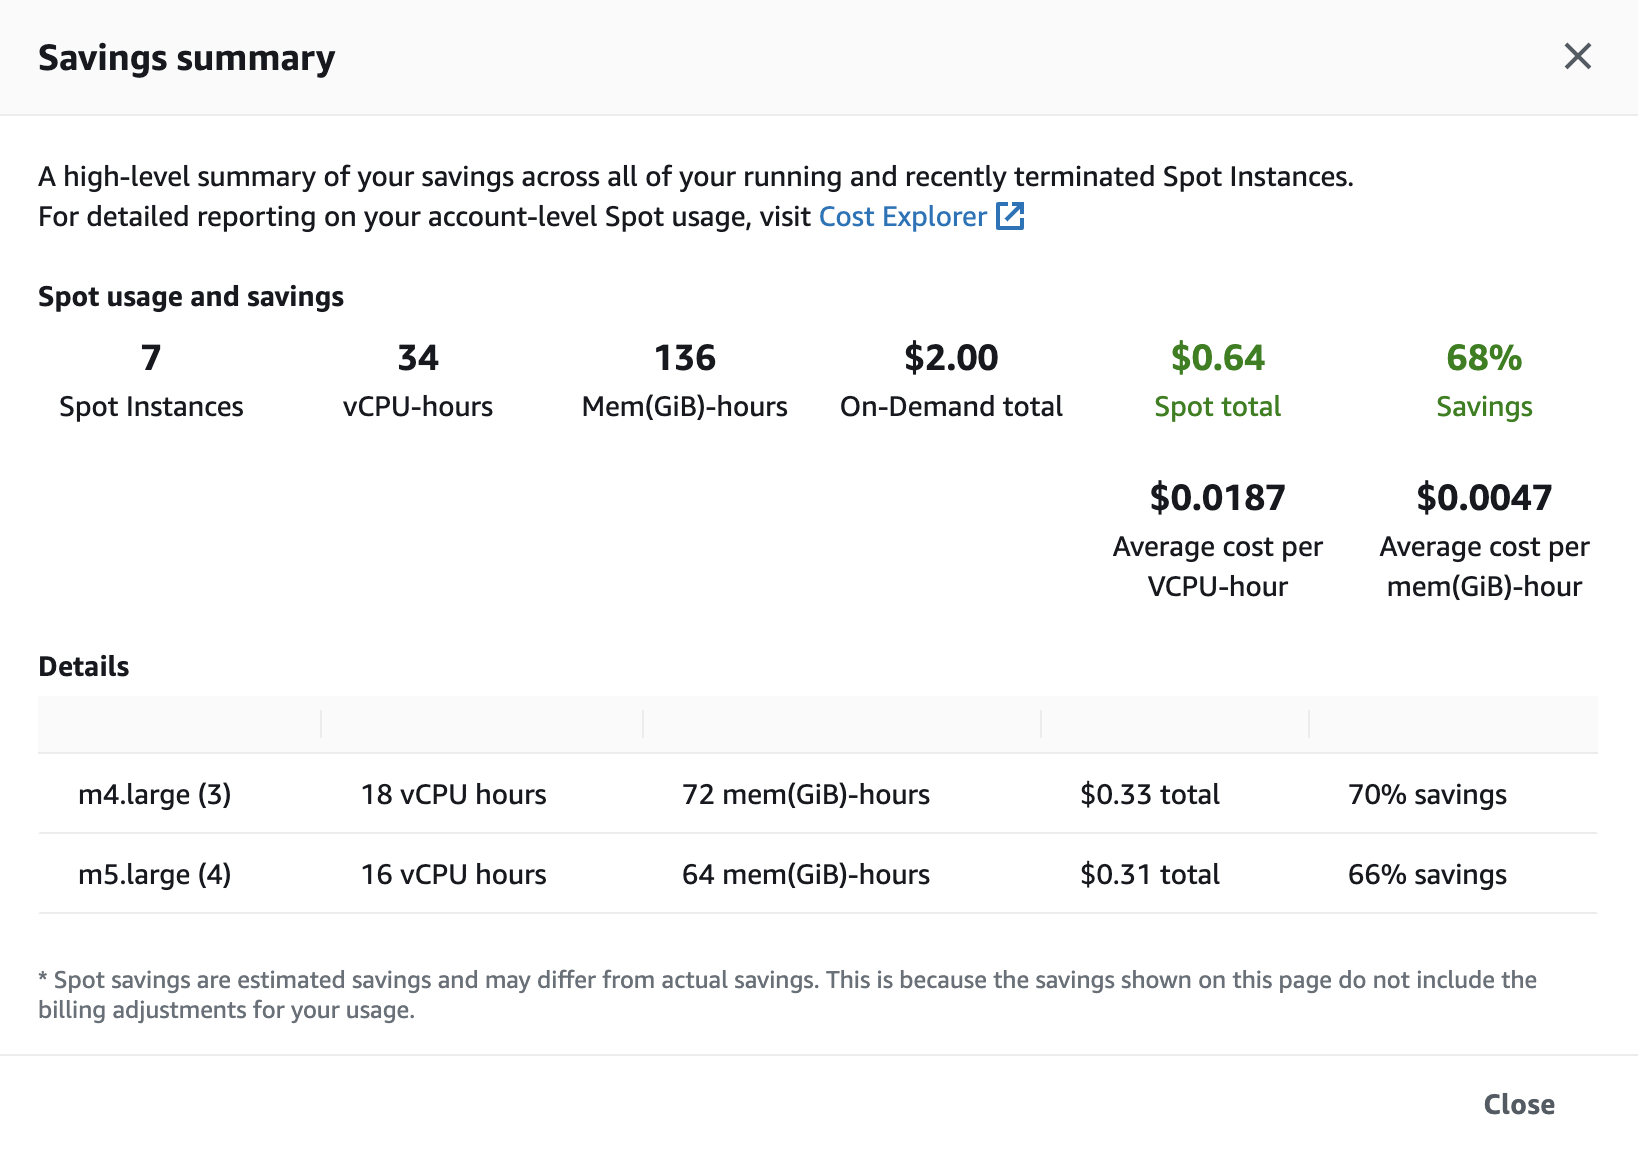 Savings summary
A high-level summary of your savings across all of your running and recently terminated Spot Instances.
For detailed reporting on your account-level Spot usage, visit Cost Explorer
Spot usage and savings
7 34 136 $2.00 $0.64 68%
Spot Instances vCPU-hours Mem(GiB)-hours On-Demand total Spot total Savings
$0.0187 $0.0047
Average cost per Average cost per
VCPU-hour mem(GiB)-hour
Details
m4.large (3) 18 vCPU hours 72 mem(GiB)-hours $0.33 total 70% savings
m5.large (4) 16 vCPU hours 64 mem(GiB)-hours $0.31 total 66% savings
* Spot savings are estimated savings and may differ from actual savings. This is because the savings shown on this page do not include the
billing adjustments for your usage.
Close